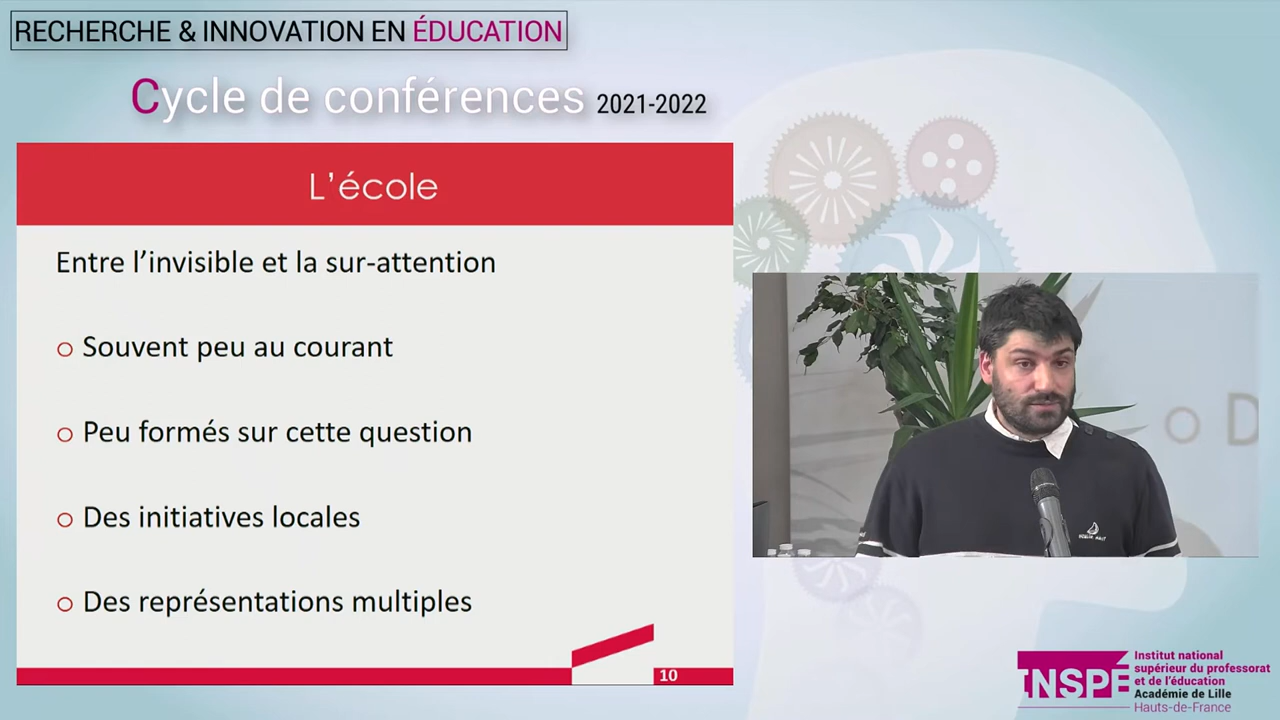 RECHERCHE & INNOVATION EN ÉDUCATION
Cycle de conférences 2021-2022
L’école
Entre l’invisible et la sur-attention
o Souvent peu au courant
o Peu formés sur cette question
o Des initiatives locales
o Des représentations multiples
10
D
INSPÉ
Institut national
supérieur du professorat
et de l’éducation
Académie de Lille
Hauts-de-France